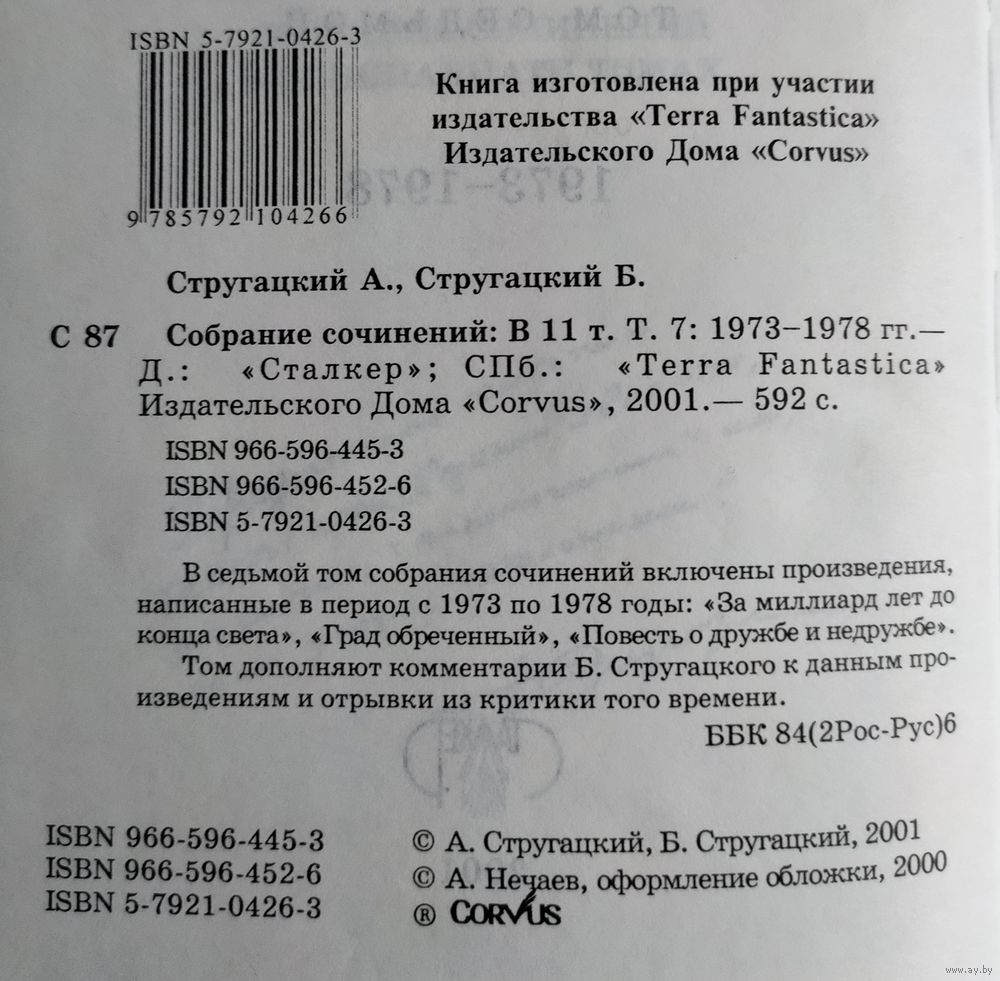 ISBN 5-7921-0426-3
9 785792 104266
Книга изготовлена при участии
издательства «Terra Fantastica»
Издательского Дома «Corvus»
Стругацкий А., Стругацкий Б.
С 87 Собрание сочинений: В 11 т. Т. 7: 1973–1978 гг.—
Д.: «Сталкер»; СПб.: «Terra Fantastica»
Издательского Дома «Corvus», 2001.— 592 с.
ISBN 966-596-445-3
ISBN 966-596-452-6
ISBN 5-7921-0426-3
В седьмой том собрания сочинений включены произведения,
написанные в период с 1973 по 1978 годы: «За миллиард лет до
конца света», «Град обреченный», «Повесть о дружбе и недружбе».
Том дополняют комментарии Б. Стругацкого к данным про-
изведениям и отрывки из критики того времени.
ББК 84(2Рос-Рус)6
ISBN 966-596-445-3
ISBN 966-596-452-6
ISBN 5-7921-0426-3
© А. Стругацкий, Б. Стругацкий, 2001
© А. Нечаев, оформление обложки, 2000
® CORVUS
www.ay.by